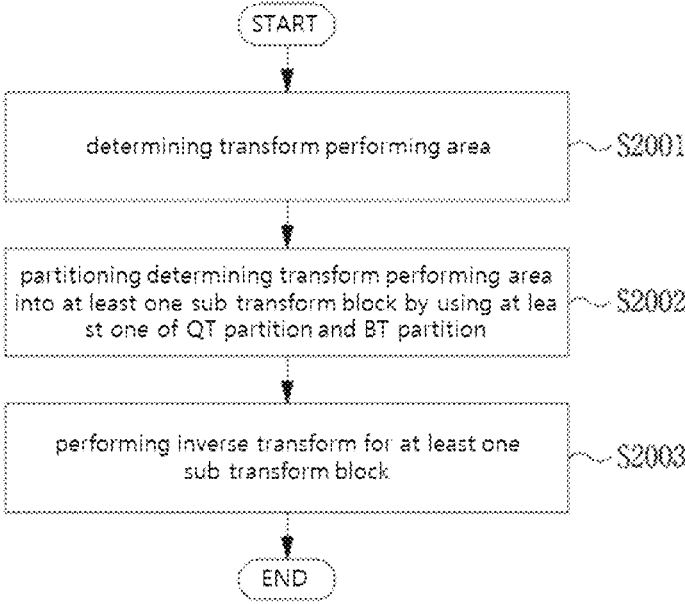 START
determining transform performing area
S2001
partitioning determining transform performing area
into at least one sub transform block by using at lea
st one of QT partition and BT partition
S2002
performing inverse transform for at least one
sub transform block
S2003
END